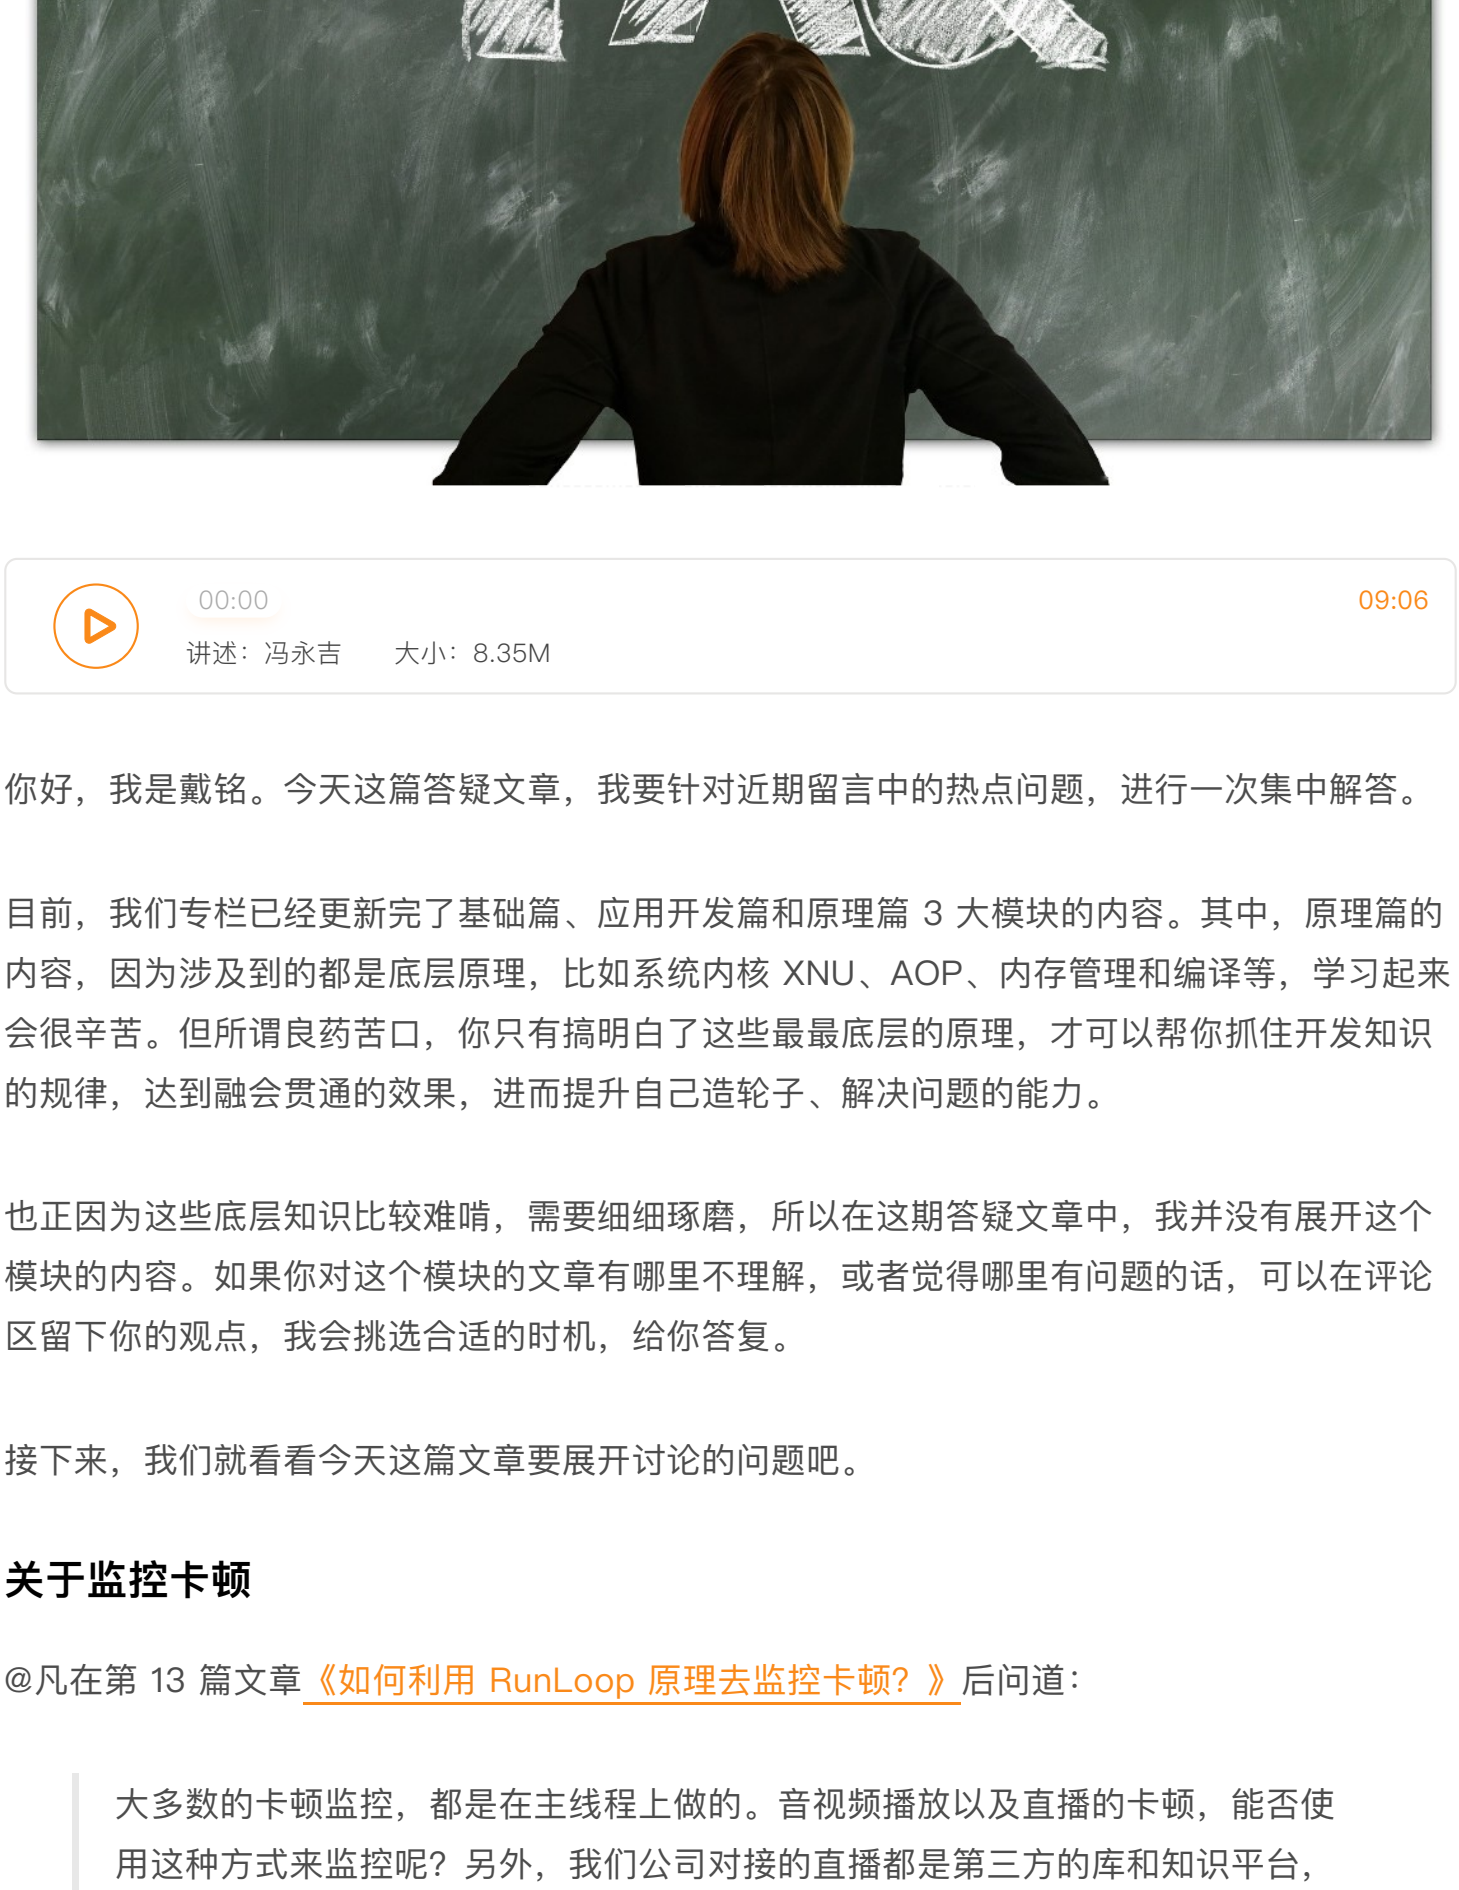 00:00
09:06
讲述：冯永吉 大小：8.35M
你好，我是戴铭。今天这篇答疑文章，我要针对近期留言中的热点问题，进行一次集中解答。
目前，我们专栏已经更新完了基础篇、应用开发篇和原理篇 3 大模块的内容。其中，原理篇的
内容，因为涉及到的都是底层原理，比如系统内核 XNU、AOP、内存管理和编译等，学习起来
会很辛苦。但所谓良药苦口，你只有搞明白了这些最最底层的原理，才可以帮你抓住开发知识
的规律，达到融会贯通的效果，进而提升自己造轮子、解决问题的能力。
也正因为这些底层知识比较难啃，需要细细琢磨，所以在这期答疑文章中，我并没有展开这个
模块的内容。如果你对这个模块的文章有哪里不理解，或者觉得哪里有问题的话，可以在评论
区留下你的观点，我会挑选合适的时机，给你答复。
接下来，我们就看看今天这篇文章要展开讨论的问题吧。
关于监控卡顿
@凡在第 13 篇文章《如何利用 RunLoop 原理去监控卡顿？》后问道：
大多数的卡顿监控，都是在主线程上做的。音视频播放以及直播的卡顿，能否使
用这种方式来监控呢？另外，我们公司对接的直播都是第三方的库和知识平台，